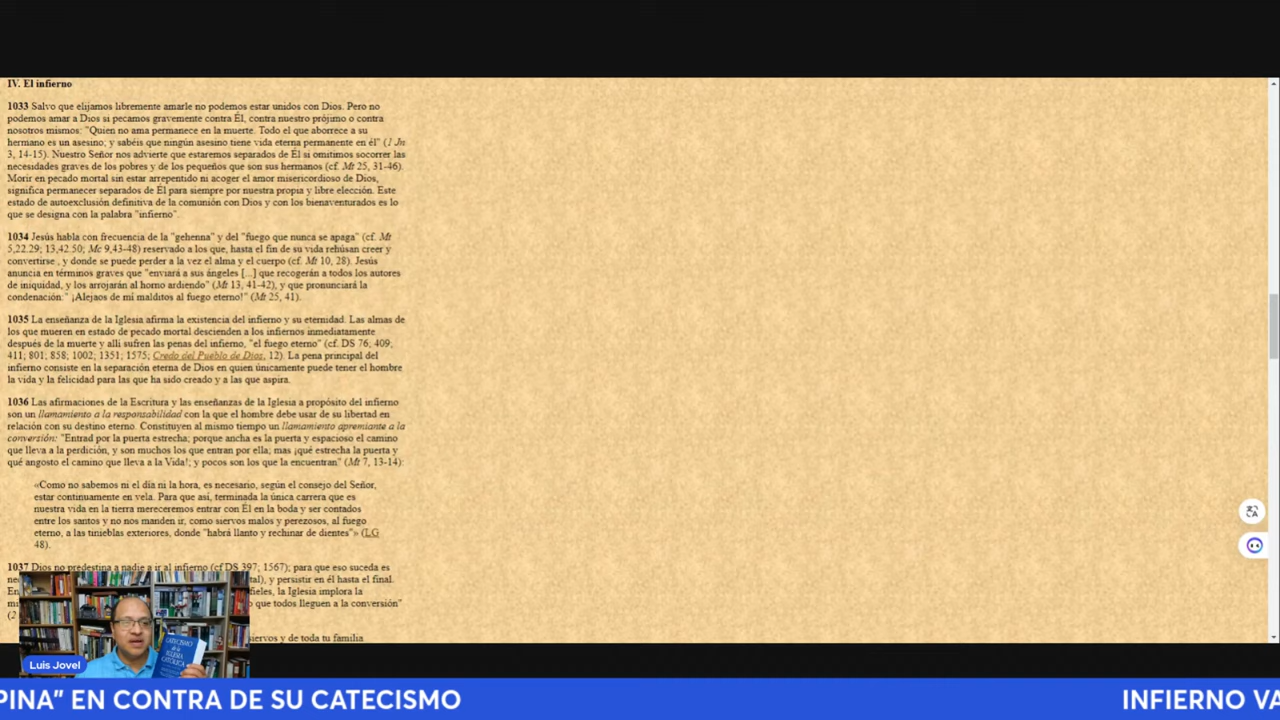 IV. El infierno
1033 Salvo que elijamos libremente amarle no podemos estar unidos con Dios. Pero no
podemos amar a Dios si pecamos gravemente contra Él, contra nuestro prójimo o contra
nosotros mismos: "Quien no ama permanece en la muerte. Todo el que aborrece a su
hermano es un asesino; y sabéis que ningún asesino tiene vida eterna permanente en él" (1 Jn
3, 14-15). Nuestro Señor nos advierte que estaremos separados de Él si omitimos socorrer las
necesidades graves de los pobres y de los pequeños que son sus hermanos (cf. Mt 25, 31-46).
Morir en pecado mortal sin estar arrepentido ni acoger el amor misericordioso de Dios,
significa permanecer separados de Él para siempre por nuestra propia y libre elección. Este
estado de autoexclusión definitiva de la comunión con Dios y con los bienaventurados es lo
que se designa con la palabra "infierno".
1034 Jesús habla con frecuencia de la "gehenna" y del "fuego que nunca se apaga" (cf. Mt
5,22.29; 13,42.50; Mc 9,43-48) reservado a los que, hasta el fin de su vida rehúsan creer y
convertirse , y donde se puede perder a la vez el alma y el cuerpo (cf. Mt 10, 28). Jesús
anuncia en términos graves que "enviará a sus ángeles [...] que recogerán a todos los autores
de iniquidad, y los arrojarán al horno ardiendo" (Mt 13, 41-42), y que pronunciará la
condenación:" ¡Alejaos de mí malditos al fuego eterno!" (Mt 25, 41).
1035 La enseñanza de la Iglesia afirma la existencia del infierno y su eternidad. Las almas de
los que mueren en estado de pecado mortal descienden a los infiernos inmediatamente
después de la muerte y allí sufren las penas del infierno, "el fuego eterno" (cf. DS 76; 409;
411; 801; 858; 1002; 1351; 1575; Credo del Pueblo de Dios, 12). La pena principal del
infierno consiste en la separación eterna de Dios en quien únicamente puede tener el hombre
la vida y la felicidad para las que ha sido creado y a las que aspira.
1036 Las afirmaciones de la Escritura y las enseñanzas de la Iglesia a propósito del infierno
son un llamamiento a la responsabilidad con la que el hombre debe usar de su libertad en
relación con su destino eterno. Constituyen al mismo tiempo un llamamiento apremiante a la
conversión: "Entrad por la puerta estrecha; porque ancha es la puerta y espacioso el camino
que lleva a la perdición, y son muchos los que entran por ella; mas ¡qué estrecha la puerta y
qué angosto el camino que lleva a la Vida!; y pocos son los que la encuentran" (Mt 7, 13-14):
«Como no sabemos ni el día ni la hora, es necesario, según el consejo del Señor,
estar continuamente en vela. Para que así, terminada la única carrera que es
nuestra vida en la tierra mereceremos entrar con Él en la boda y ser contados
entre los santos y no nos manden ir, como siervos malos y perezosos, al fuego
eterno, a las tinieblas exteriores, donde "habrá llanto y rechinar de dientes"» (LG
48).
1037 Dios no predestina a nadie a ir al infierno (cf DS 397; 1567); para que eso suceda es
tal), y persistir en él hasta el final.
En
fieles, la Iglesia implora la
que todos lleguen a la conversión"
(2
siervos y de toda tu familia
CATECISMO
de la
IGLESIA
CATÓLICA
Luis Jovel
PINA" EN CONTRA DE SU CATECISMO
INFIERNO VA